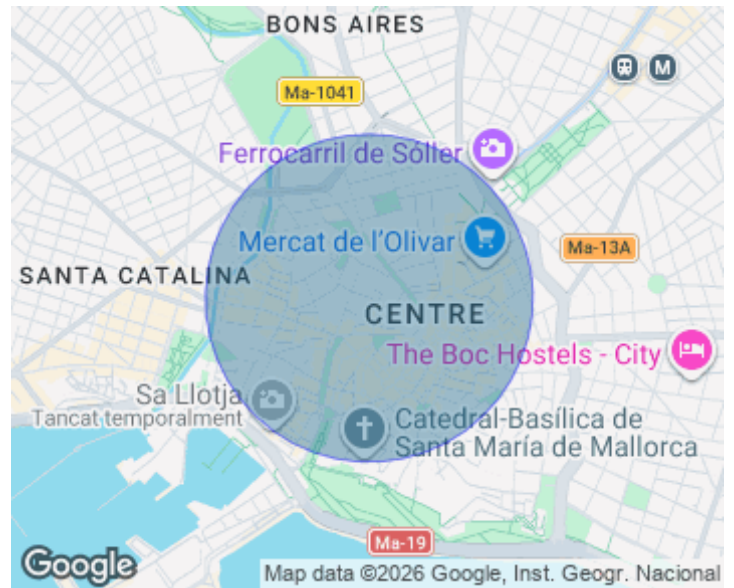 BONS AIRES
Ma-1041
M
Ferrocarril de Sóller
Mercat de l'Olivar
Ma-13A
SANTA CATALINA
CENTRE
The Boc Hostels - City
Sa Llotja
Tancat temporalment
Catedral-Basílica de
Santa María de Mallorca
Ma-19
Google
Map data ©2026 Google, Inst. Geogr. Nacional